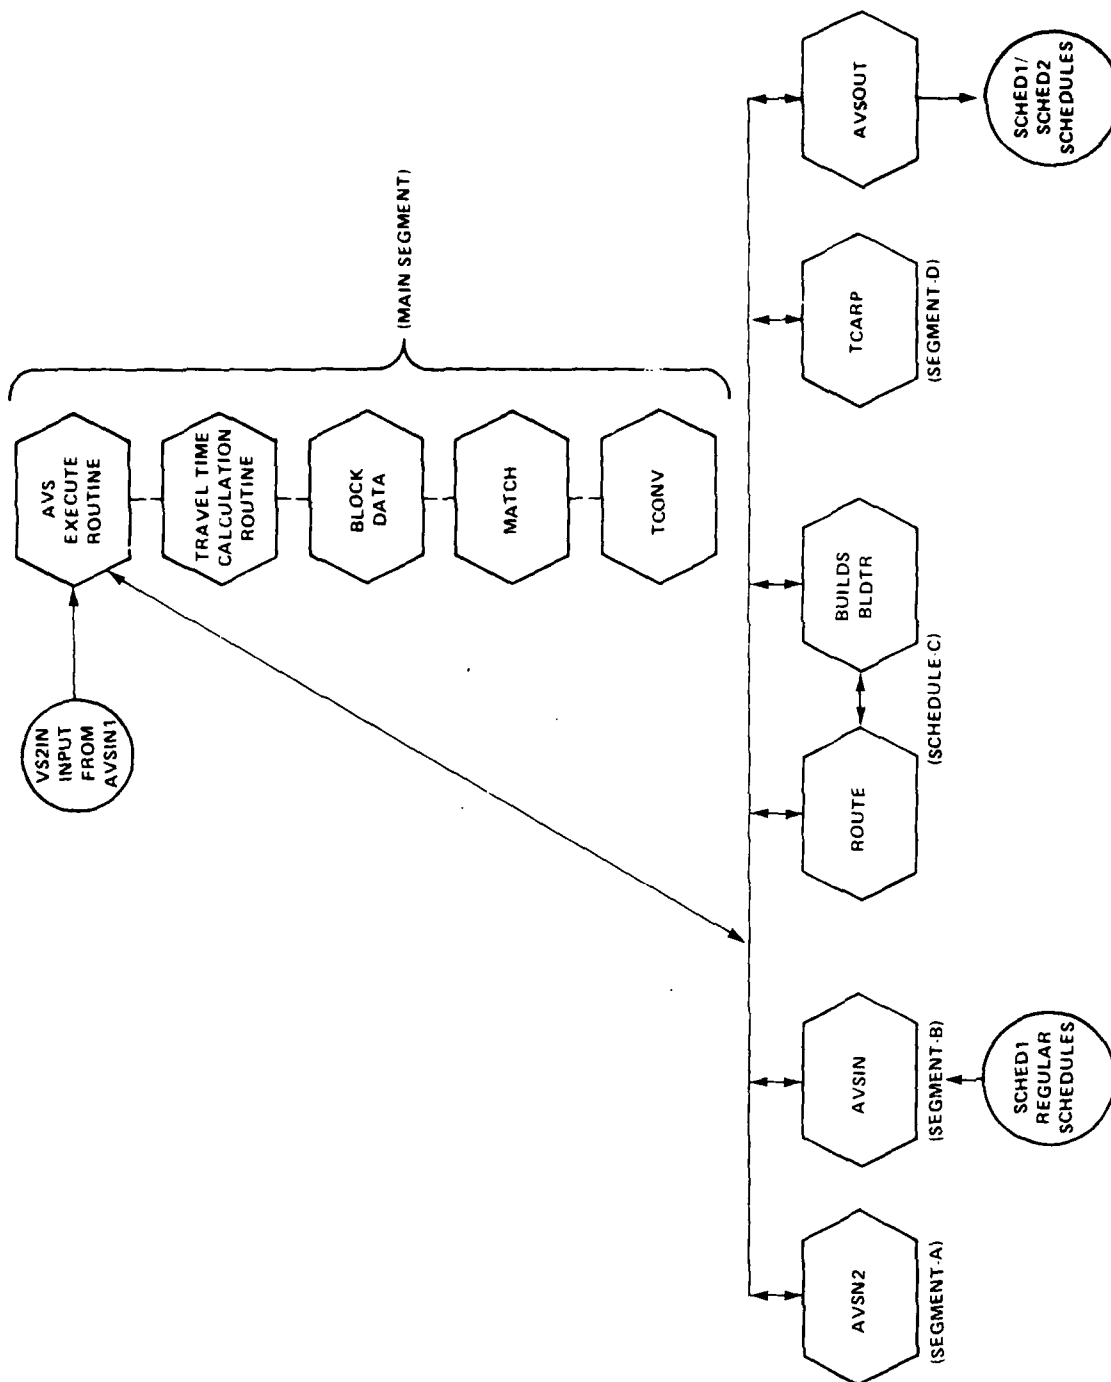 VS2IN
INPUT
FROM
AVSIN1
AVS
EXECUTE
ROUTINE
TRAVEL TIME
CALCULATION
ROUTINE
BLOCK
DATA
MATCH
TCONV
(MAIN SEGMENT)
AVSN2
(SEGMENT-A)
AVSIN
(SEGMENT-B)
SCHED1
REGULAR
SCHEDULES
ROUTE
BUILDS
BLDTR
(SCHEDULE-C)
TCARP
(SEGMENT-D)
AVSOUT
SCHED1/
SCHED2
SCHEDULES